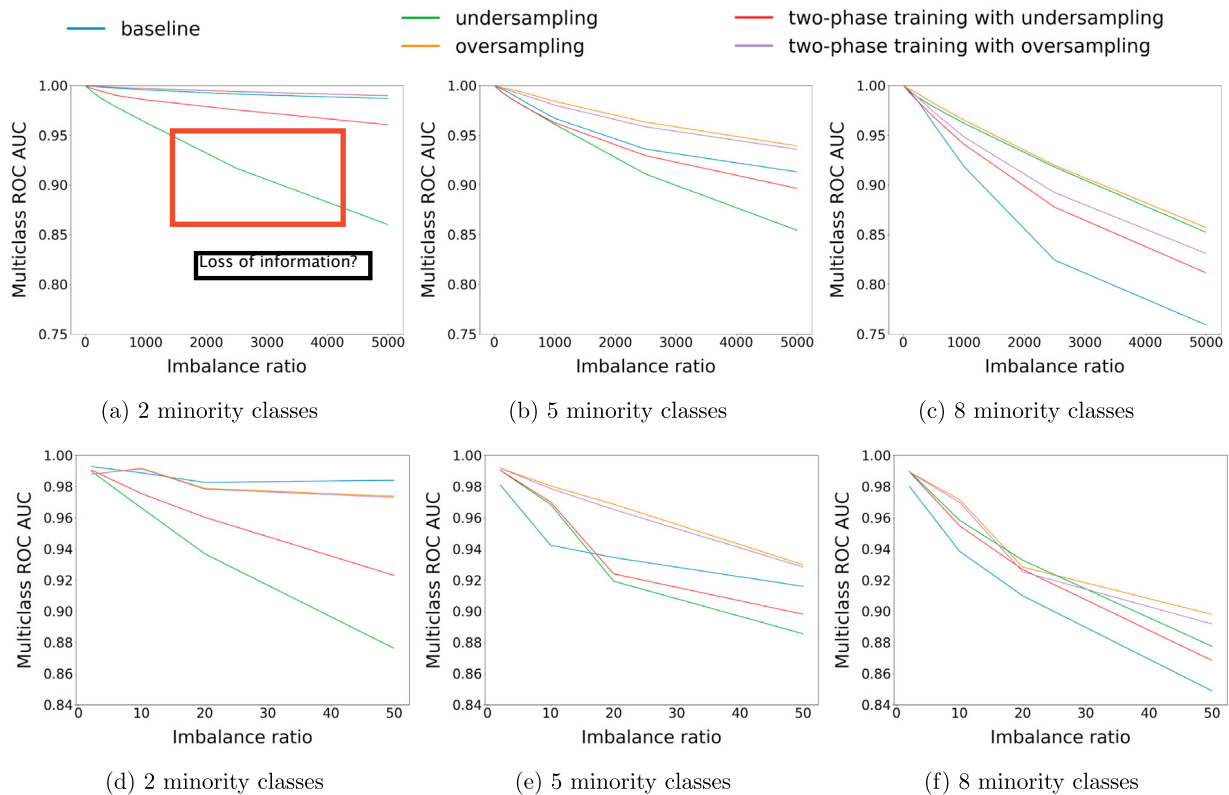 baseline
undersampling
oversampling
two-phase training with undersampling
two-phase training with oversampling
1.00
0.95
0.90
0.85
0.80
0.75
Multiclass ROC AUC
Loss of information?
0 1000 2000 3000 4000 5000
Imbalance ratio
(a) 2 minority classes
1.00
0.95
0.90
0.85
0.80
0.75
Multiclass ROC AUC
0 1000 2000 3000 4000 5000
Imbalance ratio
(b) 5 minority classes
1.00
0.95
0.90
0.85
0.80
0.75
Multiclass ROC AUC
0 1000 2000 3000 4000 5000
Imbalance ratio
(c) 8 minority classes
1.00
0.98
0.96
0.94
0.92
0.90
0.88
0.86
0.84
Multiclass ROC AUC
0 10 20 30 40 50
Imbalance ratio
(d) 2 minority classes
1.00
0.98
0.96
0.94
0.92
0.90
0.88
0.86
0.84
Multiclass ROC AUC
0 10 20 30 40 50
Imbalance ratio
(e) 5 minority classes
1.00
0.98
0.96
0.94
0.92
0.90
0.88
0.86
0.84
Multiclass ROC AUC
0 10 20 30 40 50
Imbalance ratio
(f) 8 minority classes